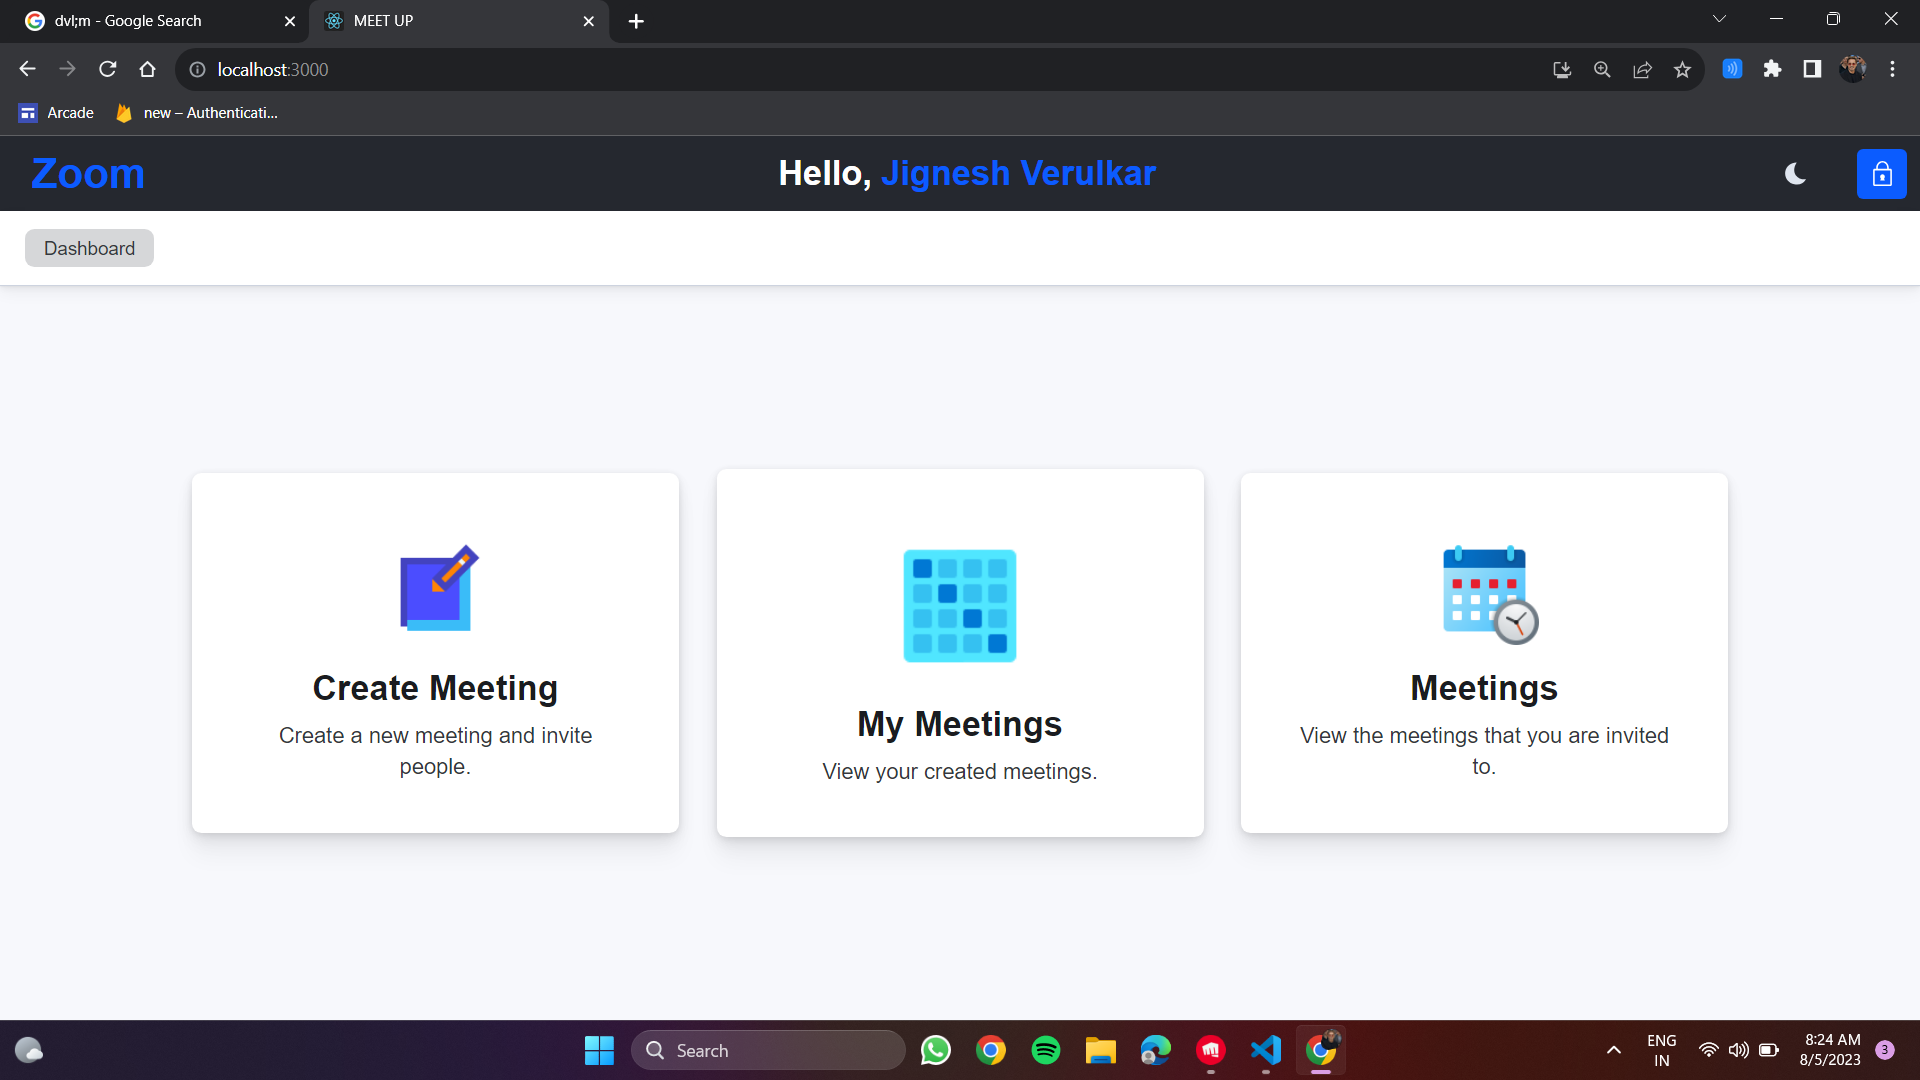 dvl;m - Google Search
MEET UP
localhost:3000
Arcade
new – Authenticati...
Zoom
Hello, Jignesh Verulkar
Dashboard
Create Meeting
Create a new meeting and invite
people.
My Meetings
View your created meetings.
Meetings
View the meetings that you are invited
to.
Search
ENG
IN
8:24 AM
8/5/2023
3